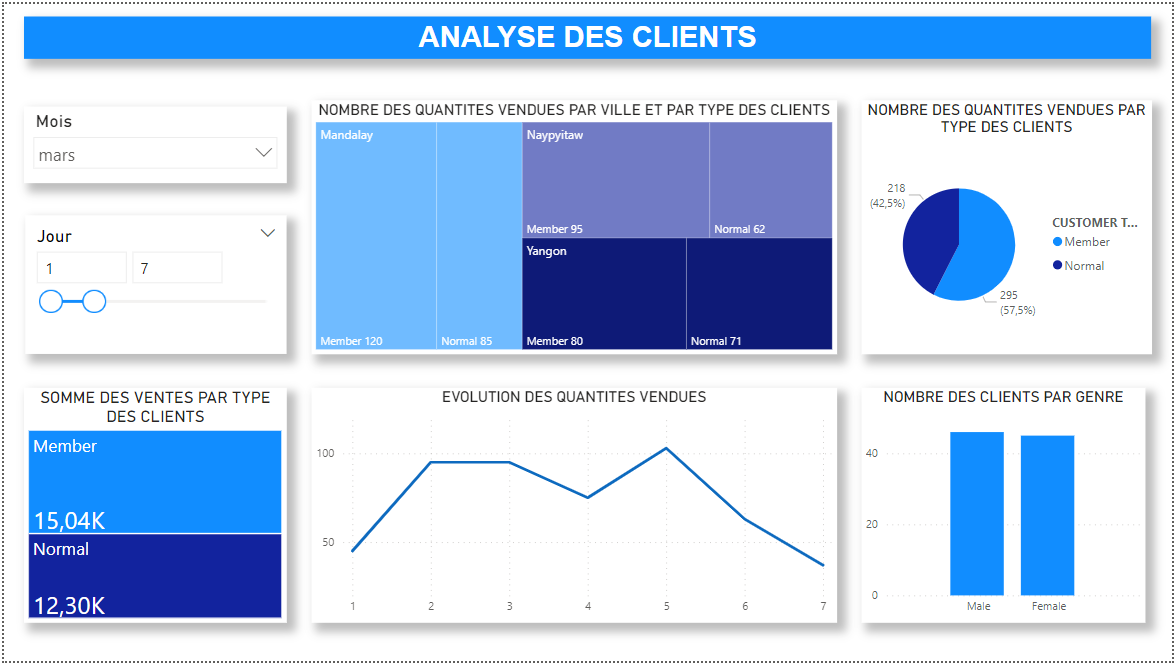 ANALYSE DES CLIENTS
Mois
mars
Jour
1
7
NOMBRE DES QUANTITES VENDUES PAR VILLE ET PAR TYPE DES CLIENTS
Mandalay
Member 120
Normal 85
Naypyitaw
Member 95
Normal 62
Yangon
Member 80
Normal 71
NOMBRE DES QUANTITES VENDUES PAR
TYPE DES CLIENTS
218
(42,5%)
295
(57,5%)
CUSTOMER T...
Member
Normal
SOMME DES VENTES PAR TYPE
DES CLIENTS
Member
15,04K
Normal
12,30K
EVOLUTION DES QUANTITES VENDUES
100
50
1 2 3 4 5 6 7
NOMBRE DES CLIENTS PAR GENRE
40
20
0
Male Female